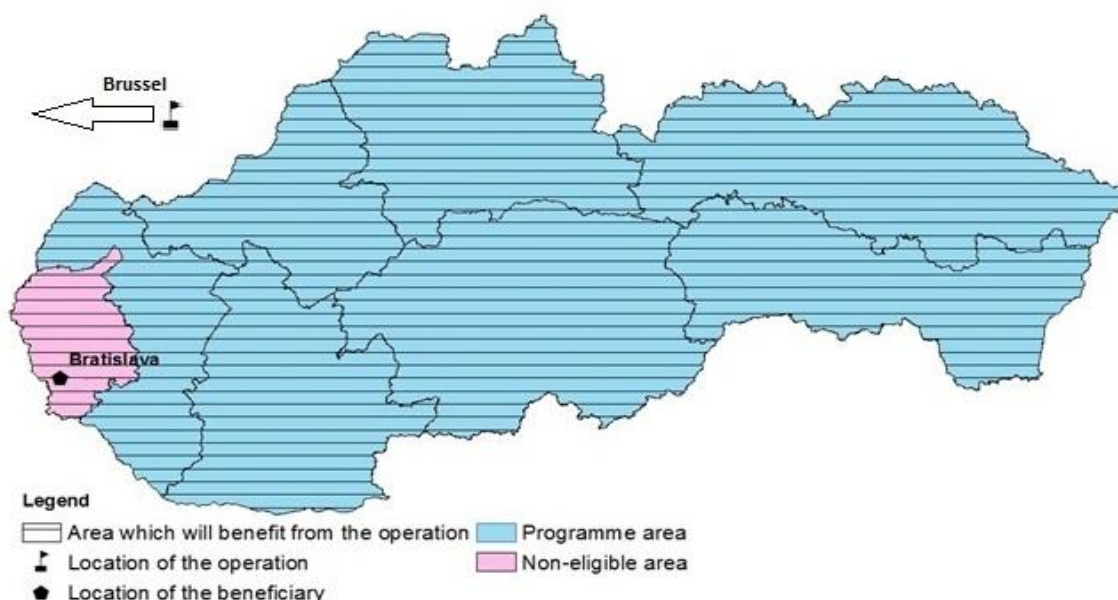 Brussel
Bratislava
Legend
Area which will benefit from the operation
Programme area
Location of the operation
Non-eligible area
Location of the beneficiary